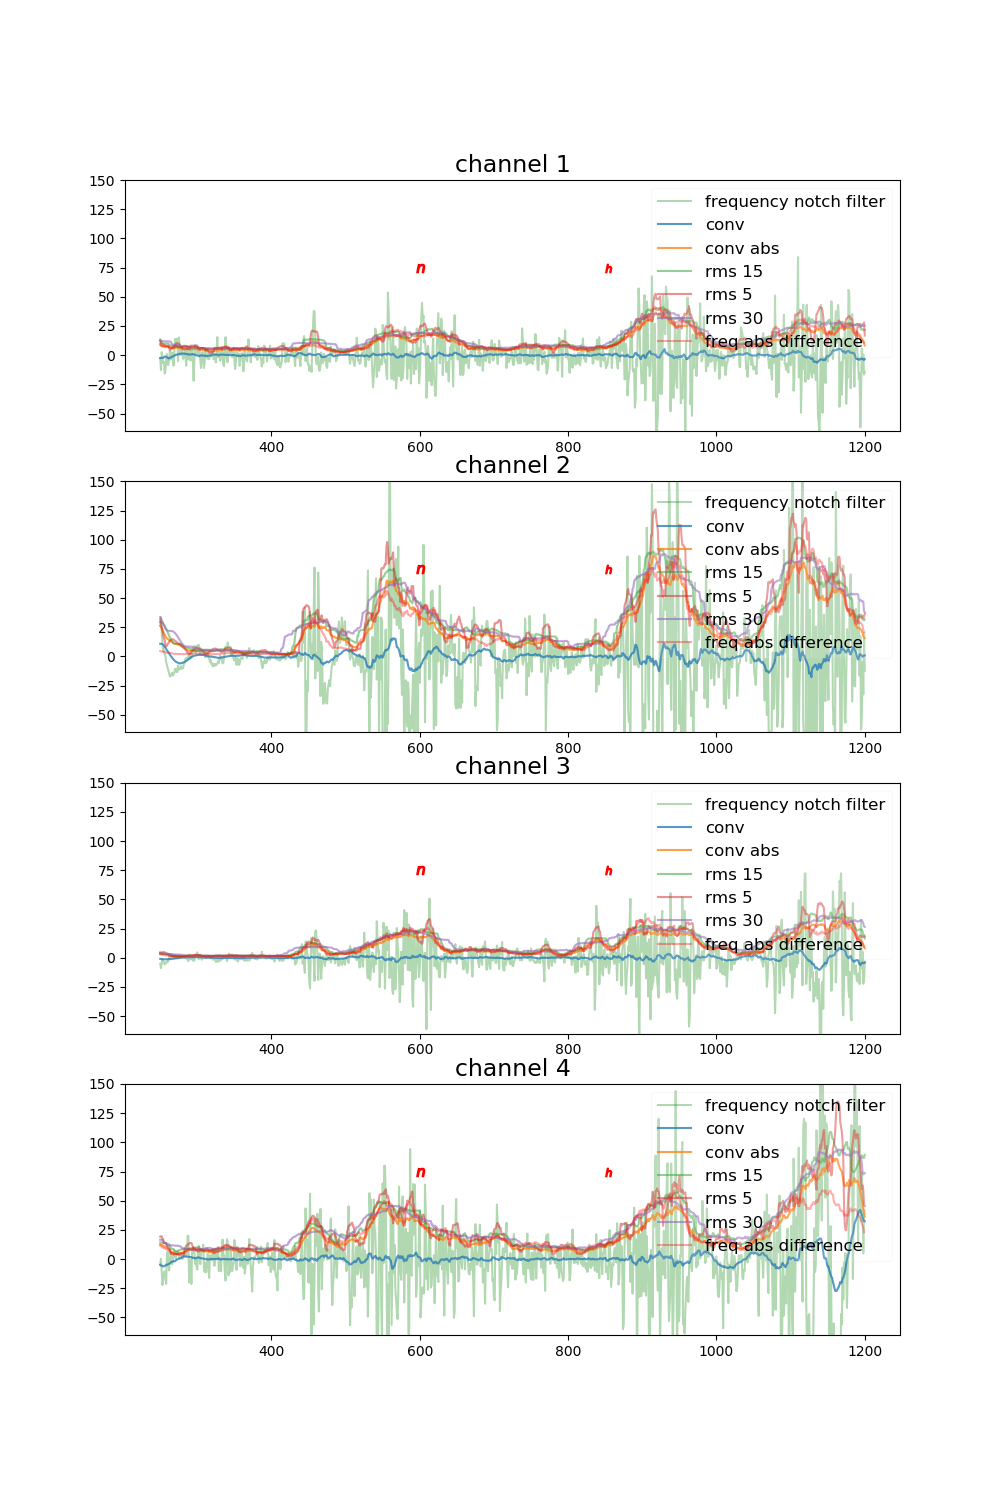 channel 1
150
125
100
75
50
25
0
−25
−50
n h
frequency notch filter
conv
conv abs
rms 15
rms 5
rms 30
freq abs difference
400 600 800 1000 1200
channel 2
150
125
100
75
50
25
0
−25
−50
n h
frequency notch filter
conv
conv abs
rms 15
rms 5
rms 30
freq abs difference
400 600 800 1000 1200
channel 3
150
125
100
75
50
25
0
−25
−50
n h
frequency notch filter
conv
conv abs
rms 15
rms 5
rms 30
freq abs difference
400 600 800 1000 1200
channel 4
150
125
100
75
50
25
0
−25
−50
n h
frequency notch filter
conv
conv abs
rms 15
rms 5
rms 30
freq abs difference
400 600 800 1000 1200